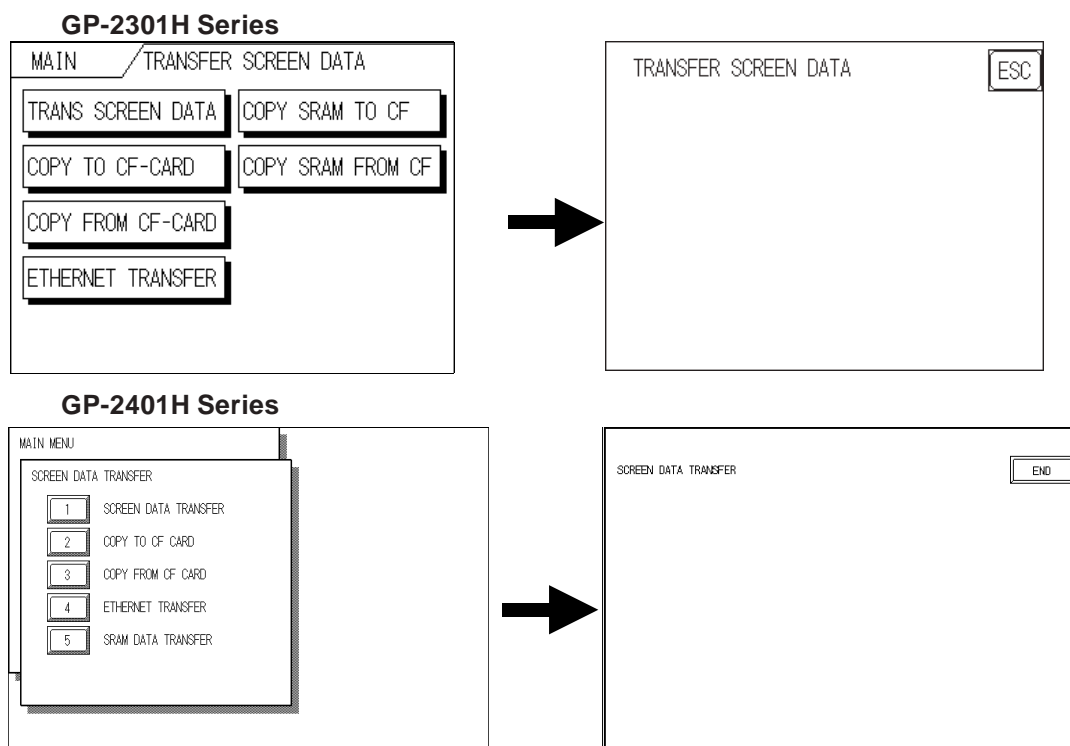 GP-2301H Series
MAIN / TRANSFER SCREEN DATA
TRANS SCREEN DATA
COPY SRAM TO CF
COPY TO CF-CARD
COPY SRAM FROM CF
COPY FROM CF-CARD
ETHERNET TRANSFER
TRANSFER SCREEN DATA
ESC
GP-2401H Series
MAIN MENU
SCREEN DATA TRANSFER
1 SCREEN DATA TRANSFER
2 COPY TO CF CARD
3 COPY FROM CF CARD
4 ETHERNET TRANSFER
5 SRAM DATA TRANSFER
SCREEN DATA TRANSFER
END